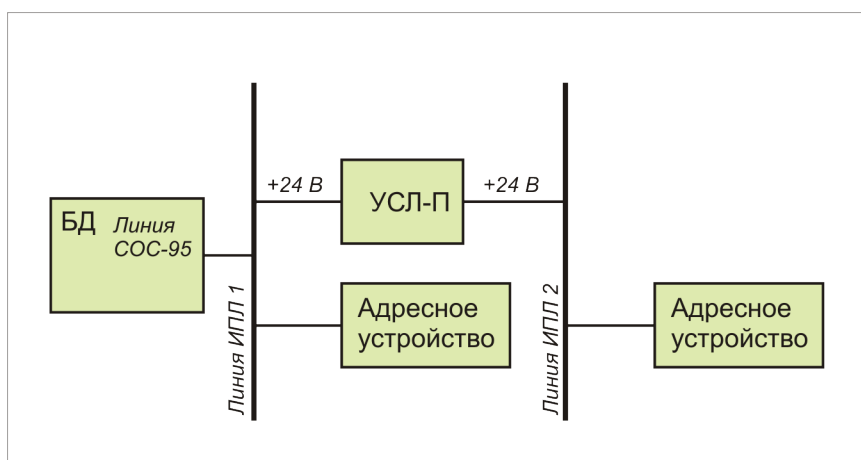 +24 В
УСЛ-П
+24 В
БД
Линия
СОС-95
Линия ИПЛ 1
Адресное
устройство
Линия ИПЛ 2
Адресное
устройство